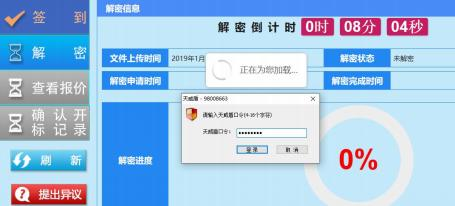 签 到
解 密
查看报价
确 认 开
标 记 录
刷 新
提出异议
解密信息
解密倒计时 0时 08分 04秒
文件上传时间 2019年1月 解密状态 未解密
正在为您加载...
解密申请时间 解密完成时间
天威盾 - 98008663
请输入天威盾口令(4-16个字符)
天威盾口令: ********
登录 取消
解密进度
0%